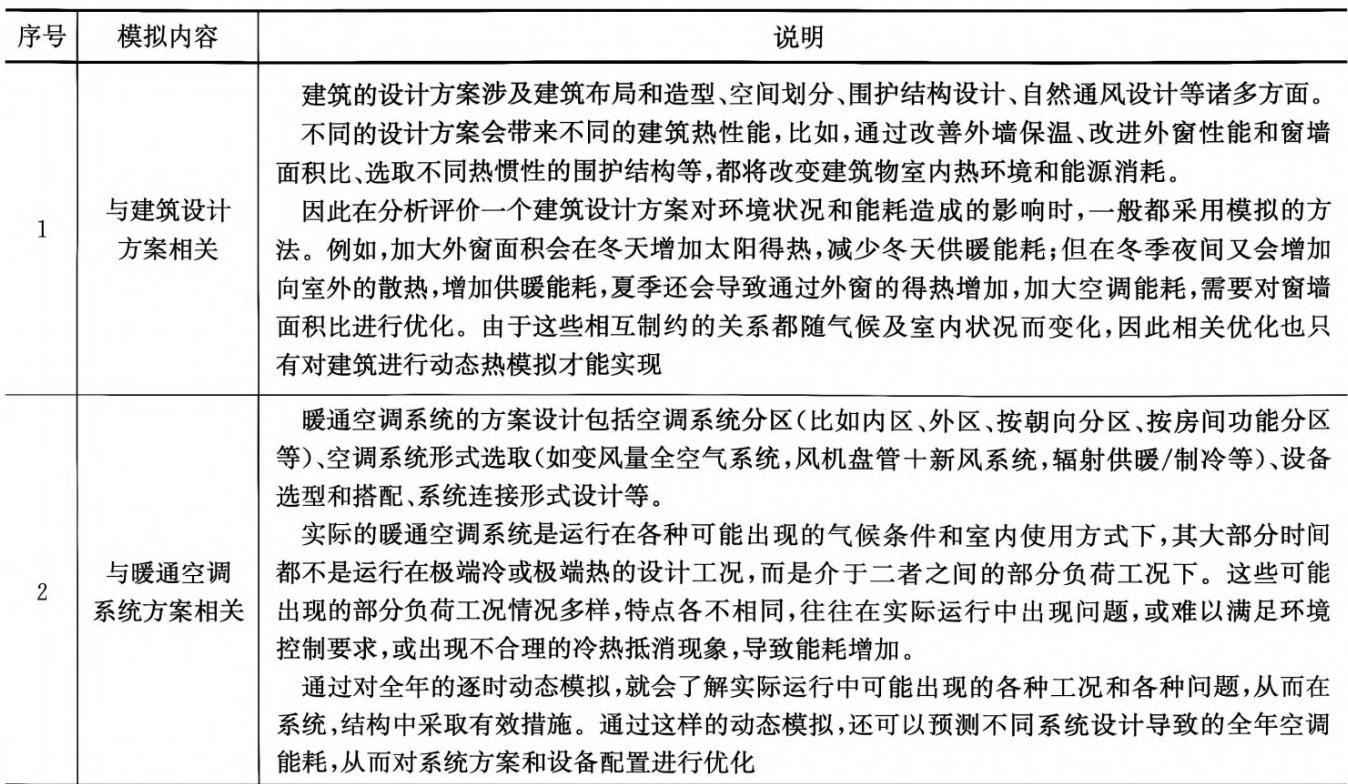 序号 模拟内容 说明
建筑的设计方案涉及建筑布局和造型、空间划分、围护结构设计、自然通风设计等诸多方面。
不同的设计方案会带来不同的建筑热性能,比如,通过改善外墙保温、改进外窗性能和窗墙
面积比、选取不同热惯性的围护结构等,都将改变建筑物室内热环境和能源消耗。
1 与建筑设计方案相关 因此在分析评价一个建筑设计方案对环境状况和能耗造成的影响时,一般都采用模拟的方
法。例如,加大外窗面积会在冬天增加太阳得热,减少冬天供暖能耗;但在冬季夜间又会增加
向室外的散热,增加供暖能耗,夏季还会导致通过外窗的得热增加,加大空调能耗,需要对窗墙
面积比进行优化。由于这些相互制约的关系都随气候及室内状况而变化,因此相关优化也只
有对建筑进行动态热模拟才能实现
暖通空调系统的方案设计包括空调系统分区(比如内区、外区、按朝向分区、按房间功能分区
等)、空调系统形式选取(如变风量全空气系统,风机盘管+新风系统,辐射供暖/制冷等)、设备
选型和搭配、系统连接形式设计等。
实际的暖通空调系统是运行在各种可能出现的气候条件和室内使用方式下,其大部分时间
2 与暖通空调系统方案相关 都不是运行在极端冷或极端热的设计工况,而是介于二者之间的部分负荷工况下。这些可能
出现的部分负荷工况情况多样,特点各不相同,往往在实际运行中出现问题,或难以满足环境
控制要求,或出现不合理的冷热抵消现象,导致能耗增加。
通过对全年的逐时动态模拟,就会了解实际运行中可能出现的各种工况和各种问题,从而在
系统,结构中采取有效措施。通过这样的动态模拟,还可以预测不同系统设计导致的全年空调
能耗,从而对系统方案和设备配置进行优化